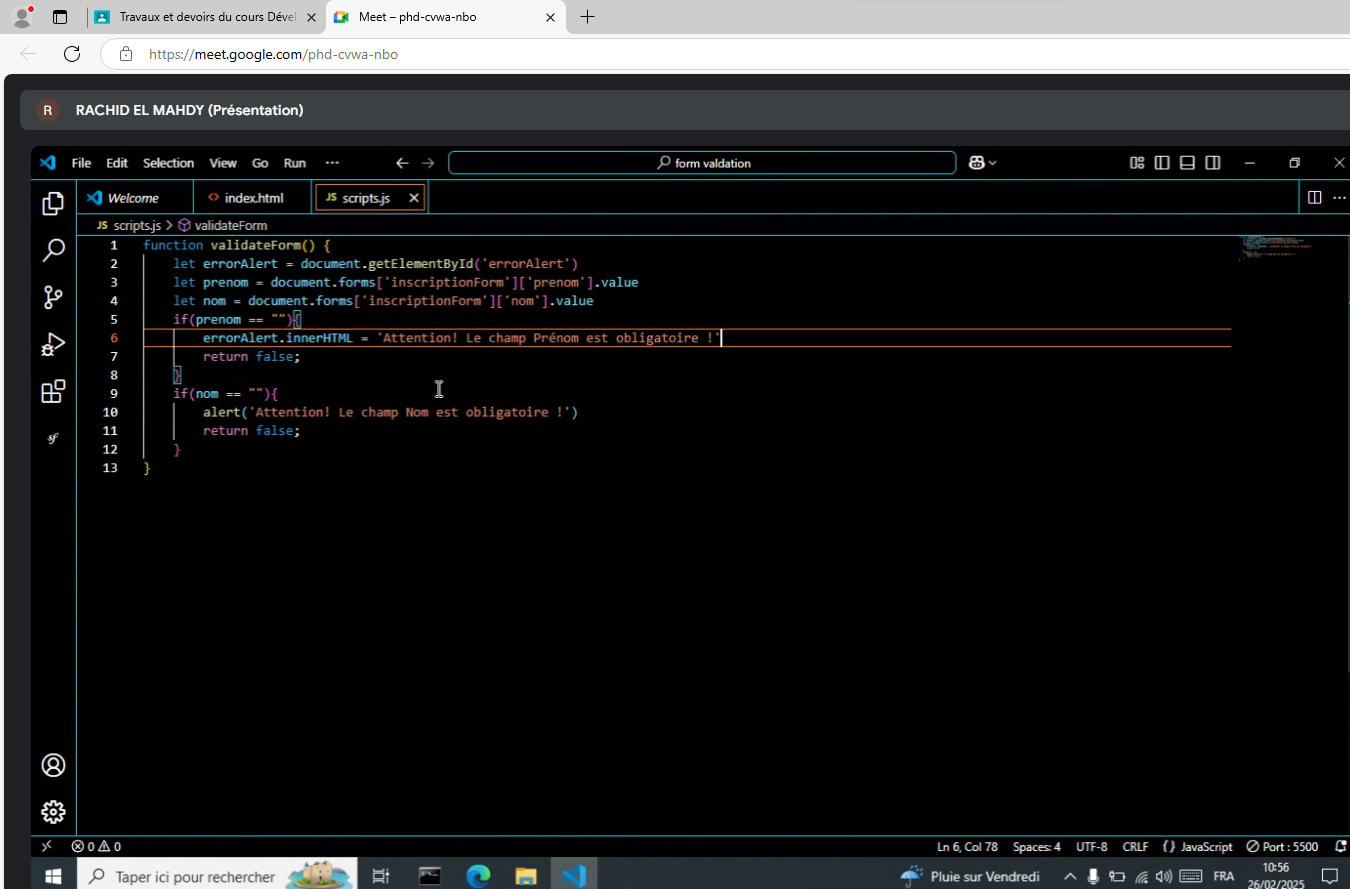 Travaux et devoirs du cours Déve
Meet – phd-cvwa-nbo
https://meet.google.com/phd-cvwa-nbo
R RACHID EL MAHDY (Présentation)
File Edit Selection View Go Run ··· form valdation
Welcome index.html JS scripts.js
JS scripts.js > validateForm
1 function validateForm() {
2 let errorAlert = document.getElementById('errorAlert')
3 let prenom = document.forms['inscriptionForm']['prenom'].value
4 let nom = document.forms['inscriptionForm']['nom'].value
5 if(prenom == ""){
6 errorAlert.innerHTML = 'Attention! Le champ Prénom est obligatoire !'
7 return false;
8 }
9 if(nom == ""){
10 alert('Attention! Le champ Nom est obligatoire !')
11 return false;
12 }
13 }
0 0 Ln 6, Col 78 Spaces: 4 UTF-8 CRLF {} JavaScript Port : 5500
Taper ici pour rechercher Pluie sur Vendredi FRA 10:56
26/02/2025